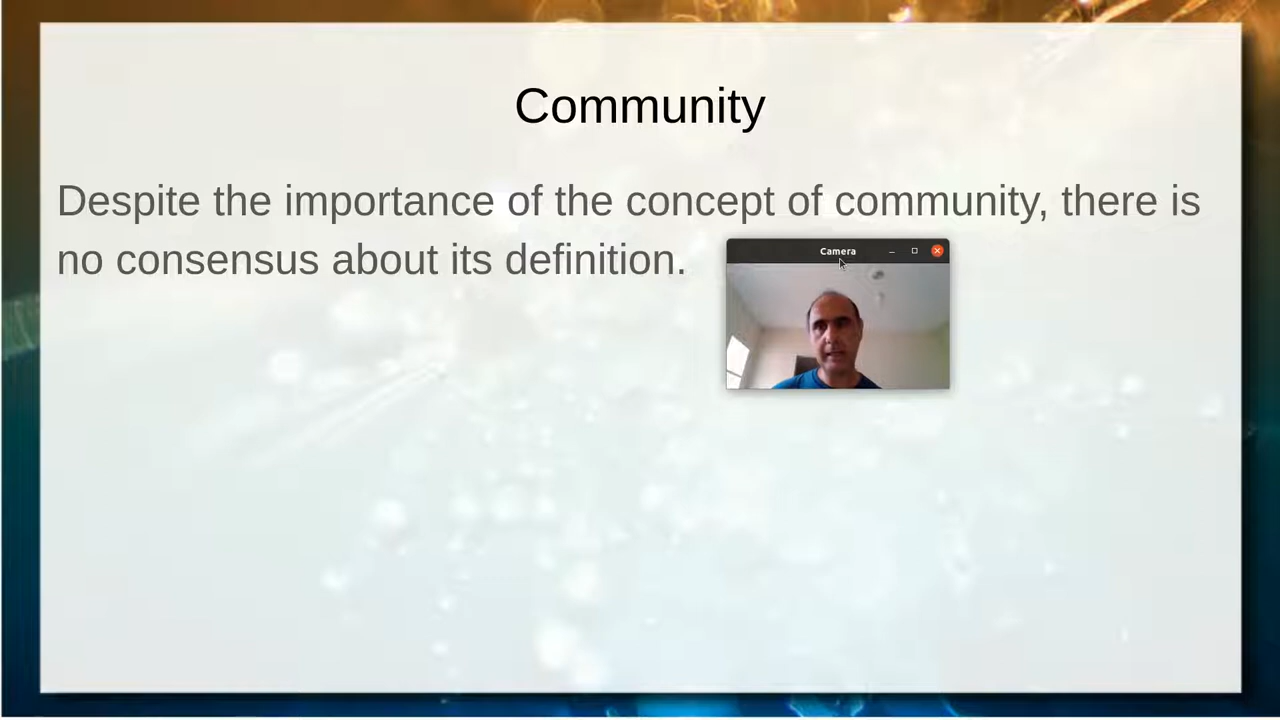 Community
Despite the importance of the concept of community, there is
no consensus about its definition.
Camera